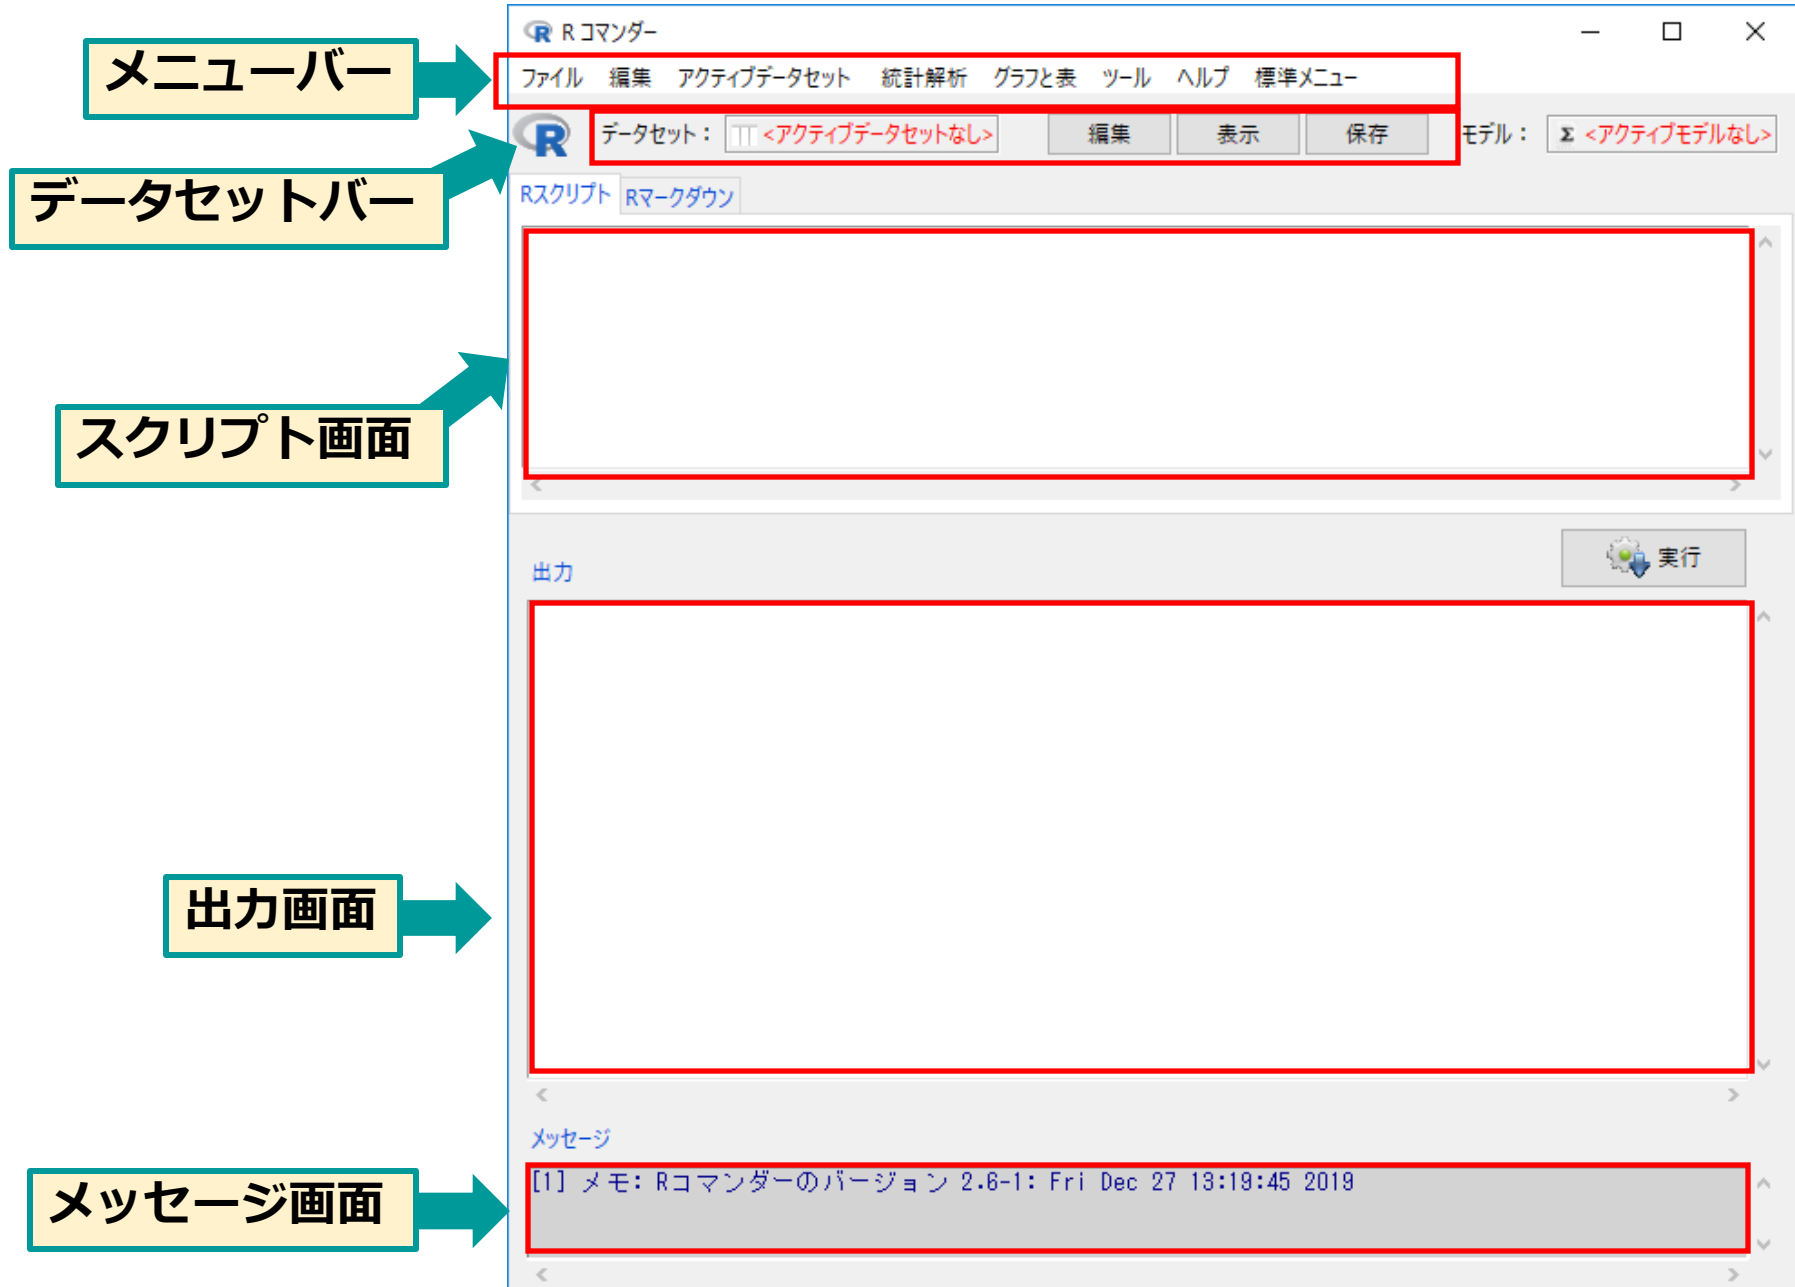 R コマンダー
メニューバー
ファイル 編集 アクティブデータセット 統計解析 グラフと表 ツール ヘルプ 標準メニュー
R データセット： <アクティブデータセットなし> 編集 表示 保存 モデル： Σ <アクティブモデルなし>
データセットバー
Rスクリプト Rマークダウン
スクリプト画面
実行
出力
出力画面
メッセージ
メッセージ画面
[1] メモ: Rコマンダーのバージョン 2.6-1: Fri Dec 27 13:19:45 2019